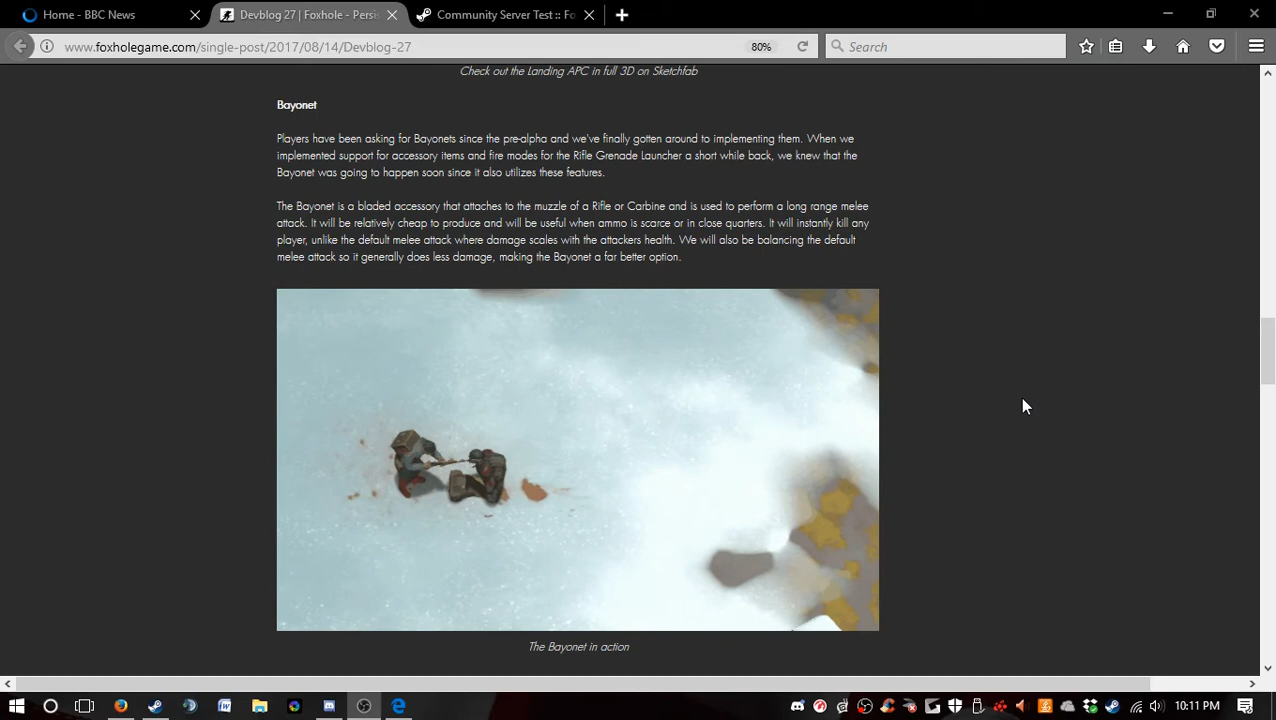 Home - BBC News
Devblog 27 | Foxhole - Persis
Community Server Test :: Fo
www.foxholegame.com/single-post/2017/08/14/Devblog-27
80%
Search
Check out the Landing APC in full 3D on Sketchfab
Bayonet
Players have been asking for Bayonets since the pre-alpha and we've finally gotten around to implementing them. When we
implemented support for accessory items and fire modes for the Rifle Grenade Launcher a short while back, we knew that the
Bayonet was going to happen soon since it also utilizes these features.
The Bayonet is a bladed accessory that attaches to the muzzle of a Rifle or Carbine and is used to perform a long range melee
attack. It will be relatively cheap to produce and will be useful when ammo is scarce or in close quarters. It will instantly kill any
player, unlike the default melee attack where damage scales with the attackers health. We will also be balancing the default
melee attack so it generally does less damage, making the Bayonet a far better option.
The Bayonet in action
10:11 PM